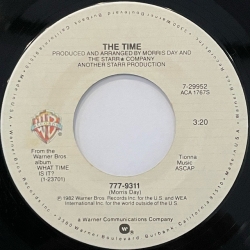 THE TIME
PRODUCED AND ARRANGED BY MORRIS DAY AND
THE STARR★ COMPANY
ANOTHER STARR PRODUCTION
7-29952
ACA 1767S
3:20
From the
Warner Bros.
album
WHAT TIME
IS IT?
(1-23701)
Tionna
Music
ASCAP
777-9311
(Morris Day)
℗ 1982 Warner Bros. Records Inc. for the U.S. and WEA
International Inc. for the world outside of the U.S.
a Warner Communications Company